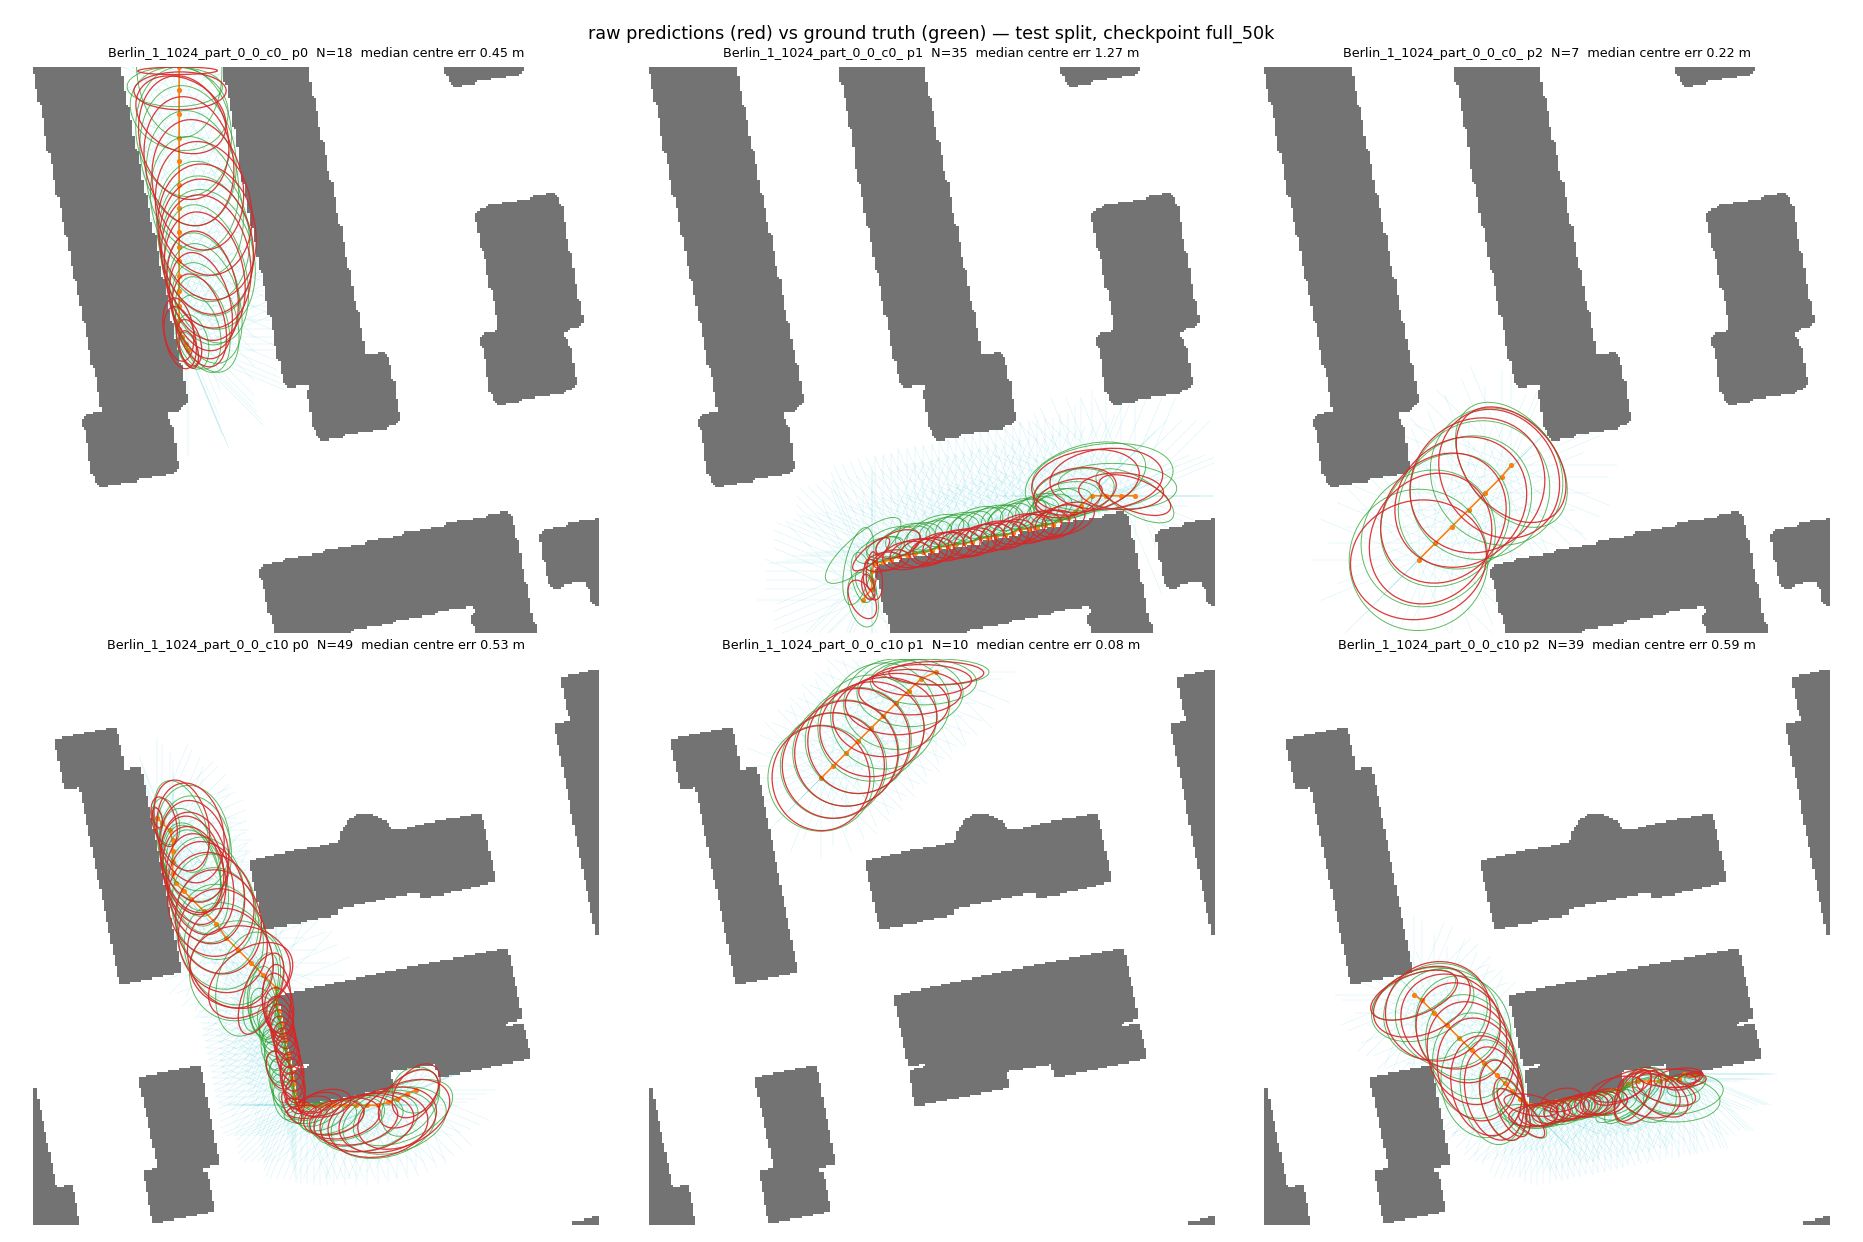 raw predictions (red) vs ground truth (green) — test split, checkpoint full_50k
Berlin_1_1024_part_0_0_c0_ p0  N=18  median centre err 0.45 m
Berlin_1_1024_part_0_0_c0_ p1  N=35  median centre err 1.27 m
Berlin_1_1024_part_0_0_c0_ p2  N=7  median centre err 0.22 m
Berlin_1_1024_part_0_0_c10 p0  N=49  median centre err 0.53 m
Berlin_1_1024_part_0_0_c10 p1  N=10  median centre err 0.08 m
Berlin_1_1024_part_0_0_c10 p2  N=39  median centre err 0.59 m